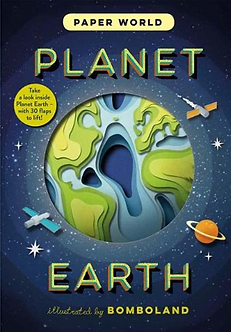 PAPER WORLD
PLANET
Take
a look inside
Planet Earth –
with 30 flaps
to lift!
EARTH
illustrated by BOMBOLAND